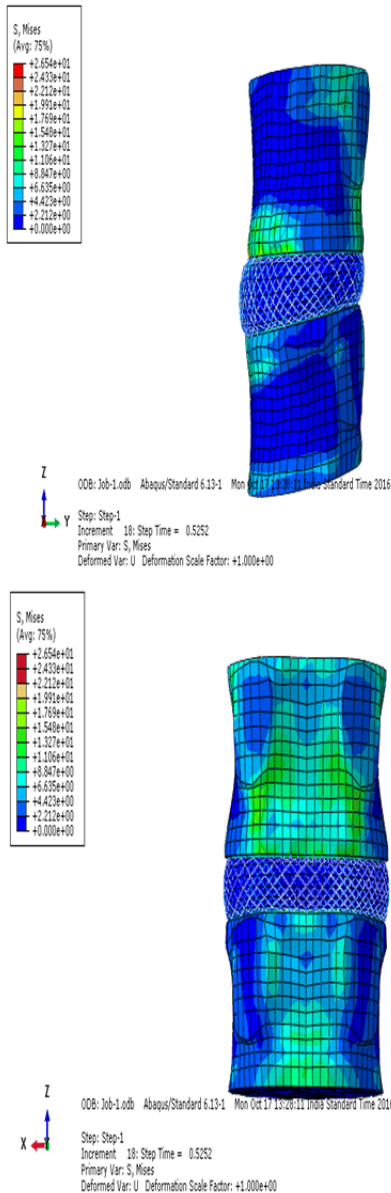 S, Mises
(Avg: 75%)
+2.654e+01
+2.433e+01
+2.212e+01
+1.991e+01
+1.769e+01
+1.548e+01
+1.327e+01
+1.106e+01
+8.847e+00
+6.635e+00
+4.423e+00
+2.212e+00
+0.000e+00
Z
Y
ODB: Job-1.odb Abaqus/Standard 6.13-1 Mon Oct 17 13:28:11 India Standard Time 2016
Step: Step-1
Increment 18: Step Time = 0.5252
Primary Var: S, Mises
Deformed Var: U Deformation Scale Factor: +1.000e+00
S, Mises
(Avg: 75%)
+2.654e+01
+2.433e+01
+2.212e+01
+1.991e+01
+1.769e+01
+1.548e+01
+1.327e+01
+1.106e+01
+8.847e+00
+6.635e+00
+4.423e+00
+2.212e+00
+0.000e+00
Z
X
ODB: Job-1.odb Abaqus/Standard 6.13-1 Mon Oct 17 13:28:11 India Standard Time 2016
Step: Step-1
Increment 18: Step Time = 0.5252
Primary Var: S, Mises
Deformed Var: U Deformation Scale Factor: +1.000e+00